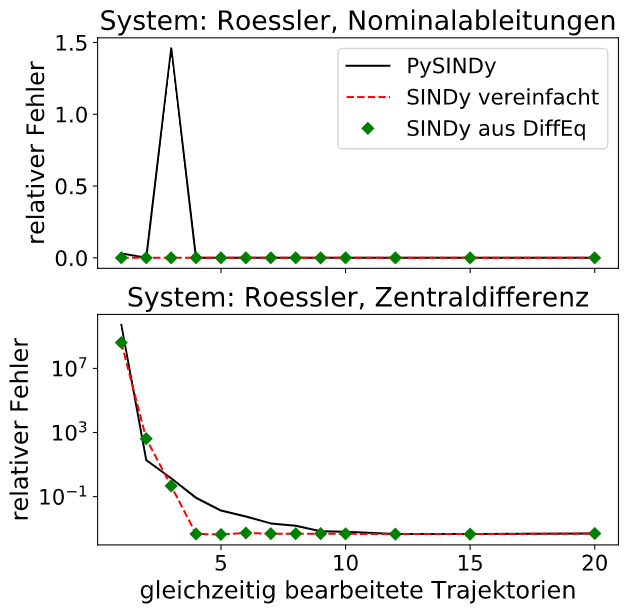 System: Roessler, Nominalableitungen
1.5
1.0
0.5
0.0
relativer Fehler
PySINDy
SINDy vereinfacht
SINDy aus DiffEq
System: Roessler, Zentraldifferenz
10⁷
10³
10⁻¹
relativer Fehler
5 10 15 20
gleichzeitig bearbeitete Trajektorien